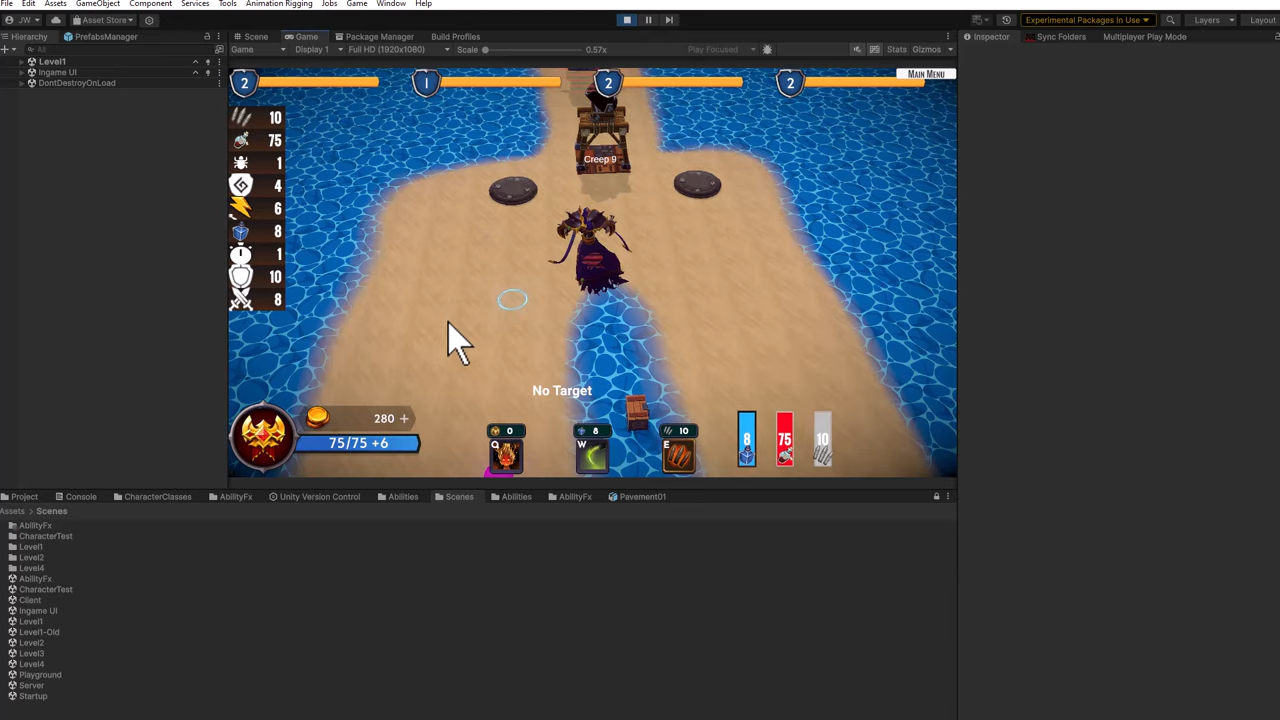 File Edit Assets GameObject Component Services Tools Animation Rigging Jobs Game Window Help
JW Asset Store Experimental Packages In Use Layers Layout
Hierarchy PrefabsManager Scene Game Package Manager Build Profiles Inspector Sync Folders Multiplayer Play Mode
All Game Display 1 Full HD (1920x1080) Scale 0.57x Play Focused Stats Gizmos
Level1
Ingame UI
DontDestroyOnLoad
2 1 2 2 MAIN MENU
10
75
1
4
6
8
1
10
8
Creep 9
No Target
280 +
75/75 +6
0 8 10
Q W E
8 75 10
Project Console CharacterClasses AbilityFx Unity Version Control Abilities Scenes Abilities AbilityFx Pavement01
Assets > Scenes
AbilityFx
CharacterTest
Level1
Level2
Level4
AbilityFx
CharacterTest
Client
Ingame UI
Level1
Level1-Old
Level2
Level3
Level4
Playground
Server
Startup